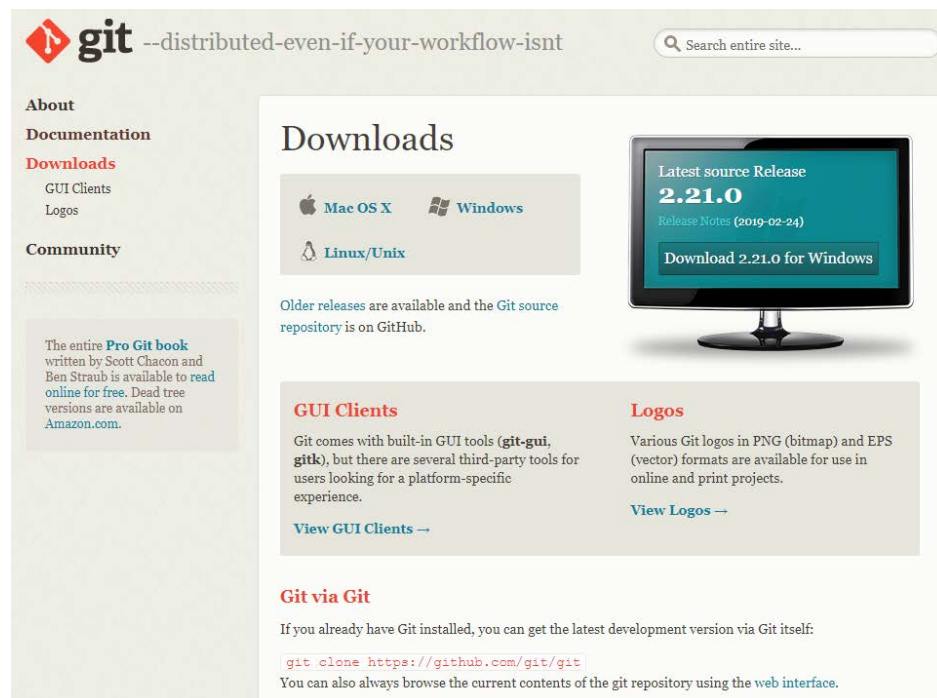 git --distributed-even-if-your-workflow-isnt
Search entire site...
About
Documentation
Downloads
GUI Clients
Logos
Community
The entire Pro Git book
written by Scott Chacon and
Ben Straub is available to read
online for free. Dead tree
versions are available on
Amazon.com.
Downloads
Mac OS X
Windows
Linux/Unix
Older releases are available and the Git source
repository is on GitHub.
Latest source Release
2.21.0
Release Notes (2019-02-24)
Download 2.21.0 for Windows
GUI Clients
Git comes with built-in GUI tools (git-gui,
gitk), but there are several third-party tools for
users looking for a platform-specific
experience.
View GUI Clients →
Logos
Various Git logos in PNG (bitmap) and EPS
(vector) formats are available for use in
online and print projects.
View Logos →
Git via Git
If you already have Git installed, you can get the latest development version via Git itself:
git clone https://github.com/git/git
You can also always browse the current contents of the git repository using the web interface.